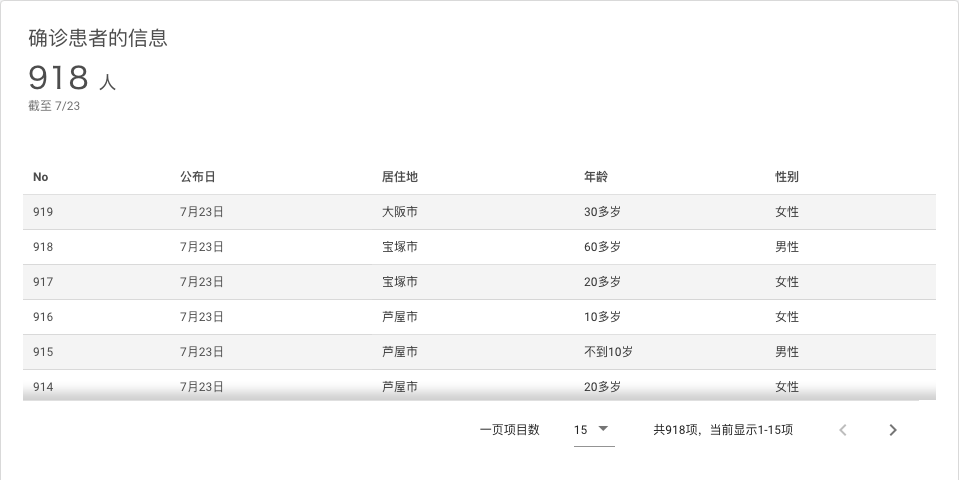 确诊患者的信息
918 人
截至 7/23
No 公布日 居住地 年龄 性别
919 7月23日 大阪市 30多岁 女性
918 7月23日 宝塚市 60多岁 男性
917 7月23日 宝塚市 20多岁 女性
916 7月23日 芦屋市 10多岁 女性
915 7月23日 芦屋市 不到10岁 男性
914 7月23日 芦屋市 20多岁 女性
一页项目数 15 共918项，当前显示1-15项